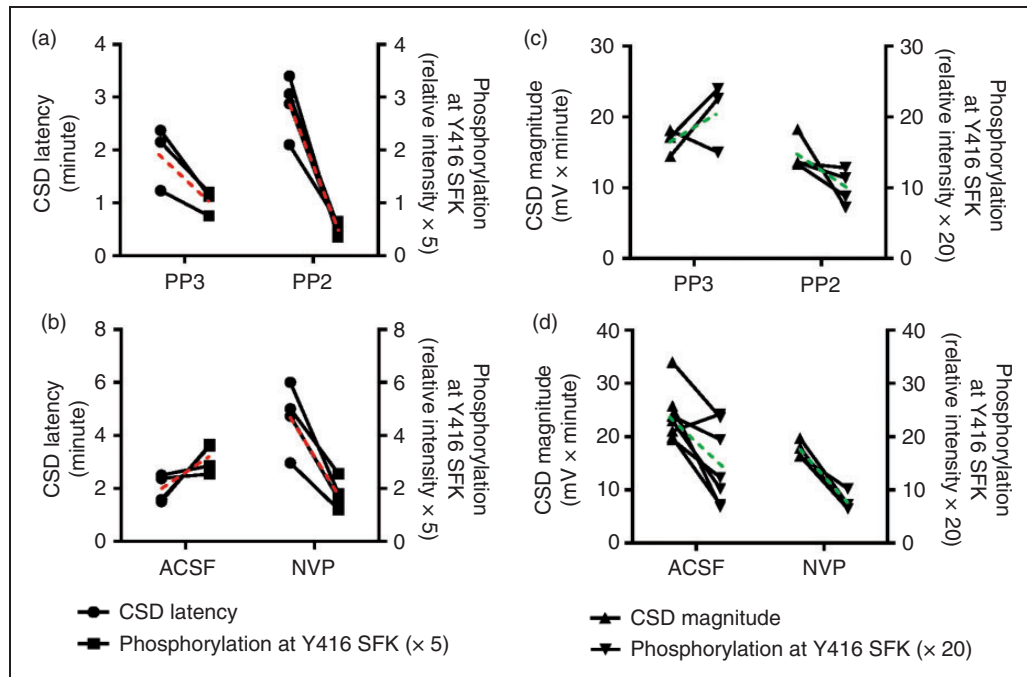 (a)
4
3
2
1
0
CSD latency
(minute)
PP3
PP2
4
3
2
1
0
Phosphorylation
at Y416 SFK
(relative intensity × 5)
(c)
30
20
10
0
CSD magnitude
(mV × minute)
PP3
PP2
30
20
10
0
Phosphorylation
at Y416 SFK
(relative intensity × 20)
(b)
8
6
4
2
0
CSD latency
(minute)
ACSF
NVP
8
6
4
2
0
Phosphorylation
at Y416 SFK
(relative intensity × 5)
(d)
40
30
20
10
0
CSD magnitude
(mV × minute)
ACSF
NVP
40
30
20
10
0
Phosphorylation
at Y416 SFK
(relative intensity × 20)
CSD latency
Phosphorylation at Y416 SFK (× 5)
CSD magnitude
Phosphorylation at Y416 SFK (× 20)